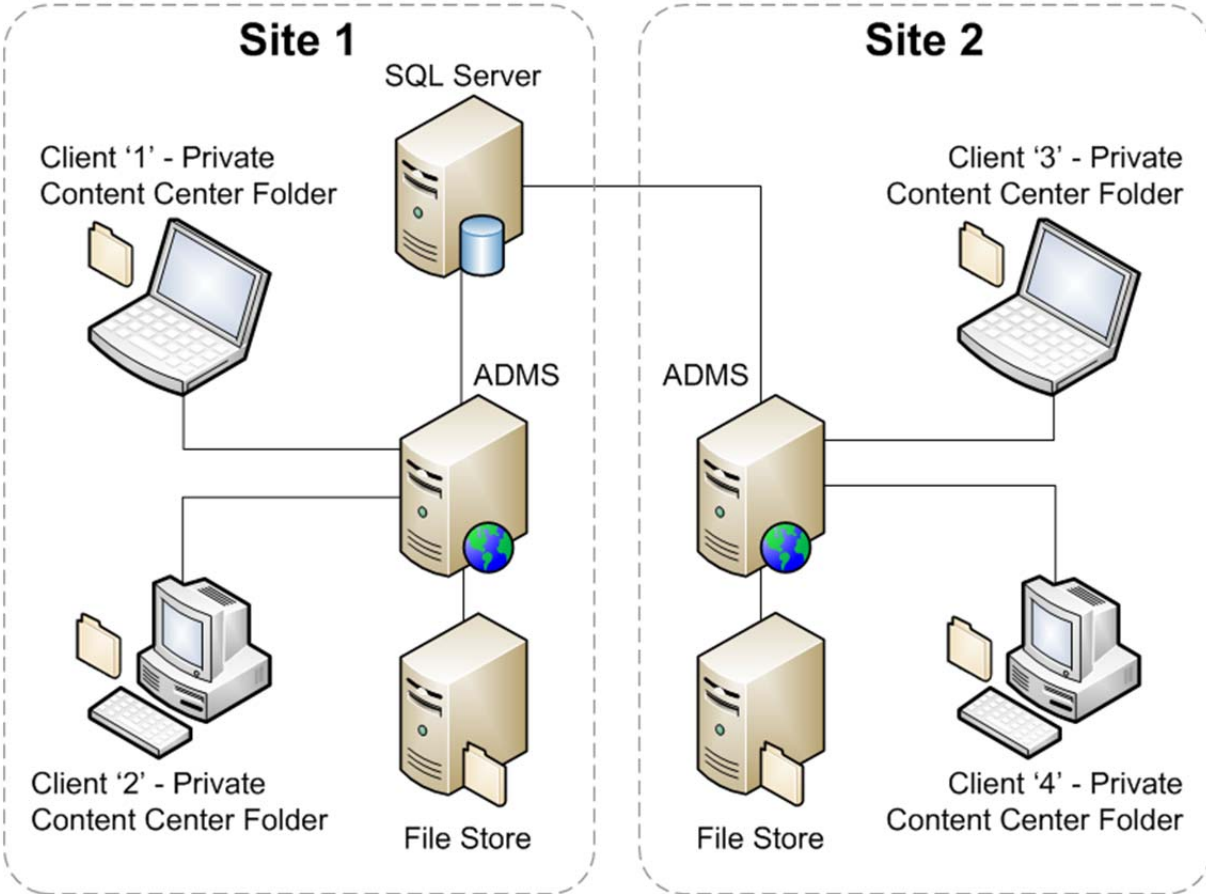 Site 1
SQL Server
Client ‘1’ - Private
Content Center Folder
ADMS
Client ‘2’ - Private
Content Center Folder
File Store
Site 2
Client ‘3’ - Private
Content Center Folder
ADMS
File Store
Client ‘4’ - Private
Content Center Folder